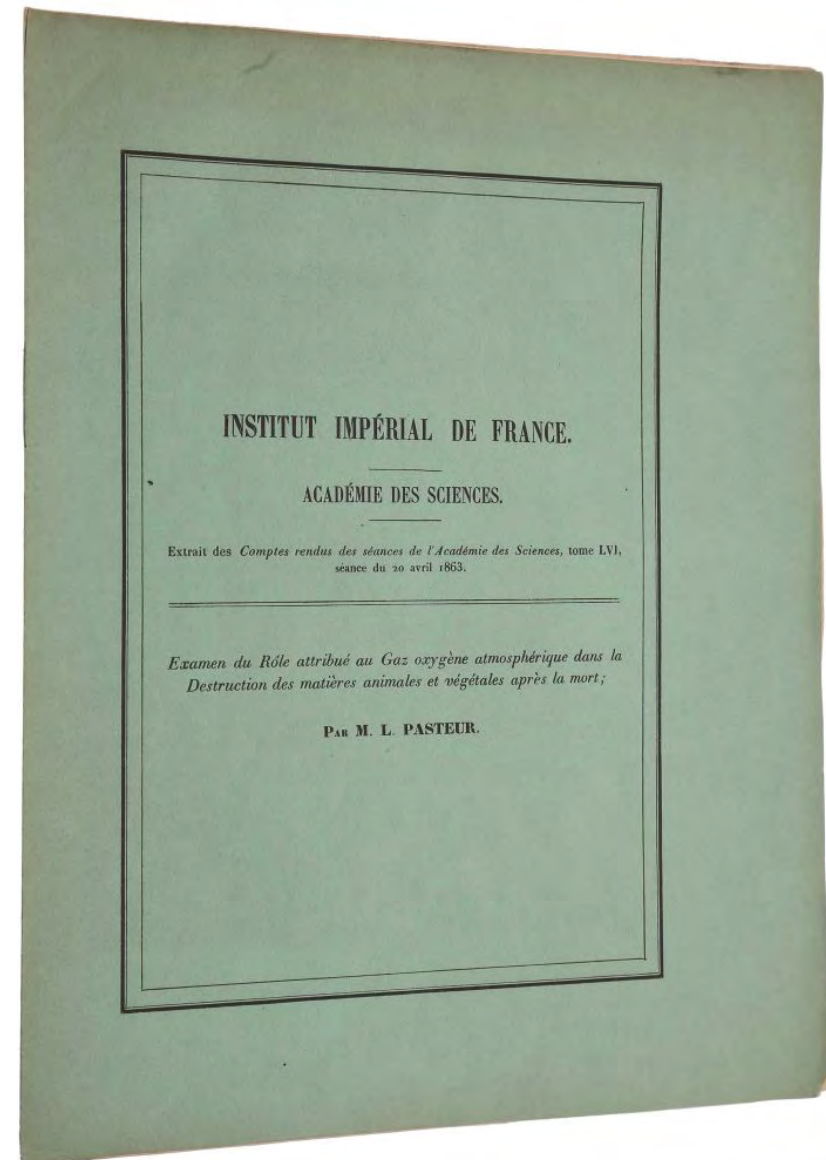 INSTITUT IMPÉRIAL DE FRANCE.
ACADÉMIE DES SCIENCES.
Extrait des Comptes rendus des séances de l'Académie des Sciences, tome LVI,
séance du 20 avril 1863.
Examen du Rôle attribué au Gaz oxygène atmosphérique dans la
Destruction des matières animales et végétales après la mort;
PAR M. L. PASTEUR.